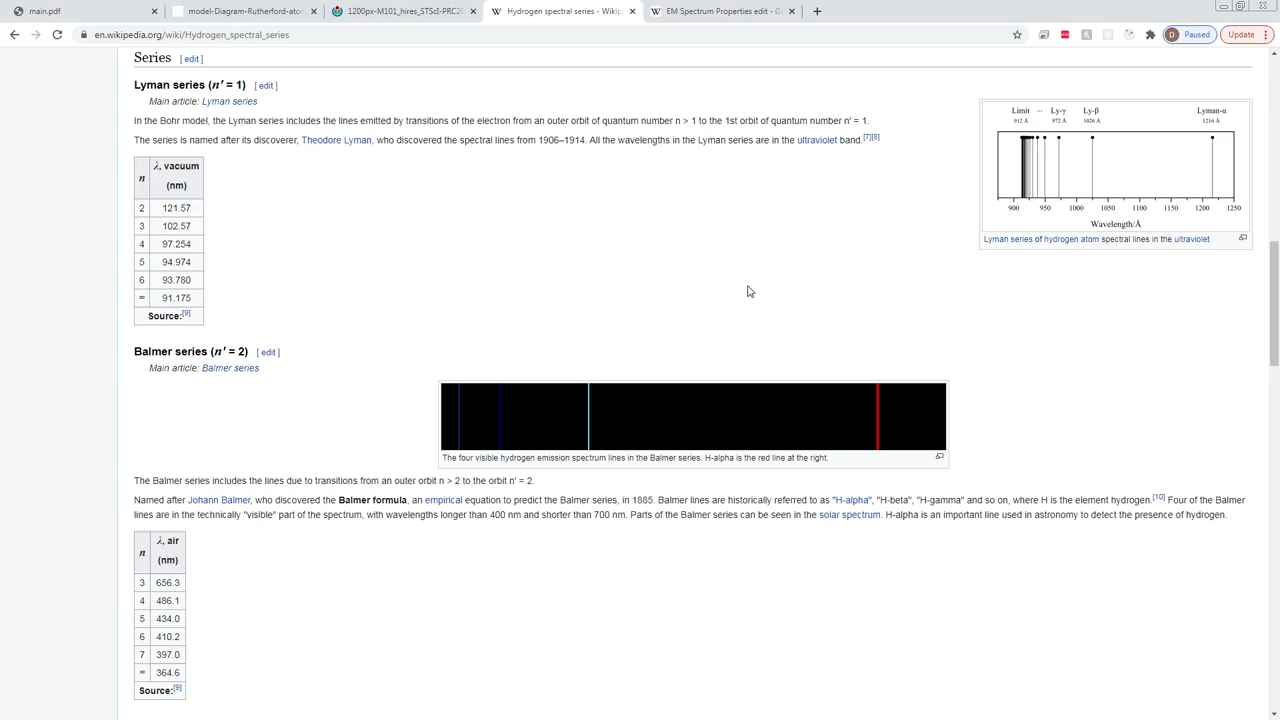 main.pdf
model-Diagram-Rutherford-ato
1200px-M101_hires_STScI-PRC20
Hydrogen spectral series - Wikip
EM Spectrum Properties edit - G
en.wikipedia.org/wiki/Hydrogen_spectral_series
D Paused
Update
Series [ edit ]
Lyman series (n′ = 1) [ edit ]
Main article: Lyman series
In the Bohr model, the Lyman series includes the lines emitted by transitions of the electron from an outer orbit of quantum number n > 1 to the 1st orbit of quantum number n' = 1.
The series is named after its discoverer, Theodore Lyman, who discovered the spectral lines from 1906–1914. All the wavelengths in the Lyman series are in the ultraviolet band.[7][8]
n λ, vacuum (nm)
2 121.57
3 102.57
4 97.254
5 94.974
6 93.780
∞ 91.175
Source:[9]
Limit ··· Ly-γ Ly-β Lyman-α
912 Å 972 Å 1026 Å 1216 Å
900 950 1000 1050 1100 1150 1200 1250
Wavelength/Å
Lyman series of hydrogen atom spectral lines in the ultraviolet
Balmer series (n′ = 2) [ edit ]
Main article: Balmer series
The four visible hydrogen emission spectrum lines in the Balmer series. H-alpha is the red line at the right.
The Balmer series includes the lines due to transitions from an outer orbit n > 2 to the orbit n' = 2.
Named after Johann Balmer, who discovered the Balmer formula, an empirical equation to predict the Balmer series, in 1885. Balmer lines are historically referred to as "H-alpha", "H-beta", "H-gamma" and so on, where H is the element hydrogen.[10] Four of the Balmer
lines are in the technically "visible" part of the spectrum, with wavelengths longer than 400 nm and shorter than 700 nm. Parts of the Balmer series can be seen in the solar spectrum. H-alpha is an important line used in astronomy to detect the presence of hydrogen.
n λ, air (nm)
3 656.3
4 486.1
5 434.0
6 410.2
7 397.0
∞ 364.6
Source:[9]